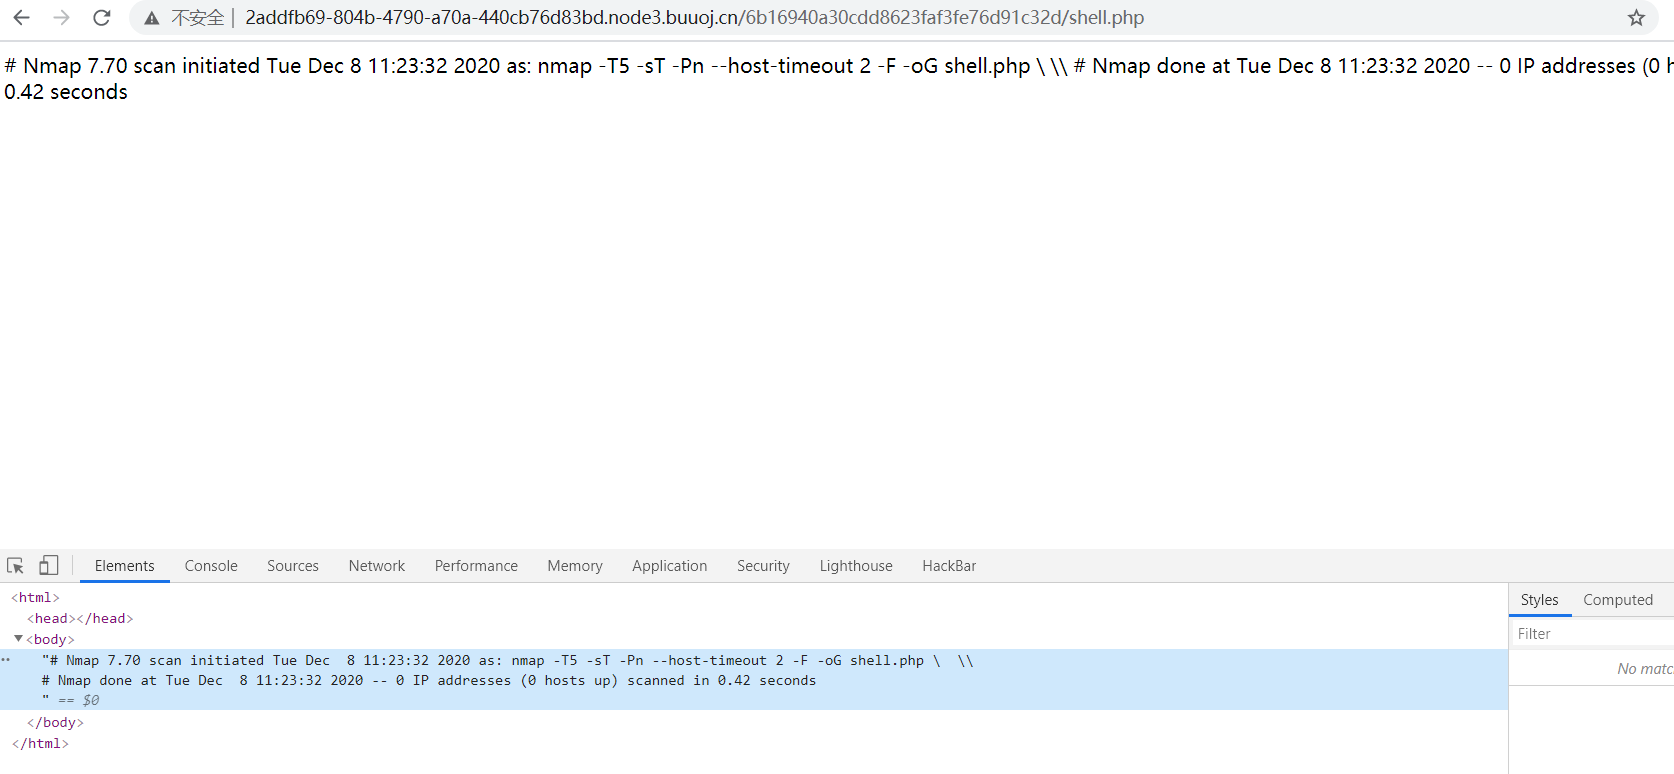 不安全 | 2addfb69-804b-4790-a70a-440cb76d83bd.node3.buuoj.cn/6b16940a30cdd8623faf3fe76d91c32d/shell.php
# Nmap 7.70 scan initiated Tue Dec 8 11:23:32 2020 as: nmap -T5 -sT -Pn --host-timeout 2 -F -oG shell.php \ \\ # Nmap done at Tue Dec 8 11:23:32 2020 -- 0 IP addresses (0 h
0.42 seconds
Elements Console Sources Network Performance Memory Application Security Lighthouse HackBar
<html>
<head></head>
Styles Computed
▼<body>
Filter
"# Nmap 7.70 scan initiated Tue Dec  8 11:23:32 2020 as: nmap -T5 -sT -Pn --host-timeout 2 -F -oG shell.php \  \\
No matc
# Nmap done at Tue Dec  8 11:23:32 2020 -- 0 IP addresses (0 hosts up) scanned in 0.42 seconds
" == $0
</body>
</html>